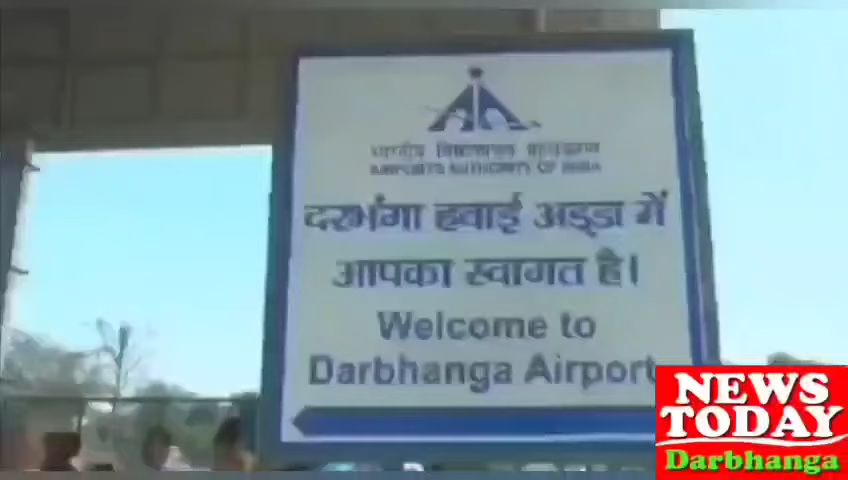 भारतीय विमानपत्तन प्राधिकरण
AIRPORTS AUTHORITY OF INDIA
दरभंगा हवाई अड्डा में
आपका स्वागत है।
Welcome to
Darbhanga Airport
NEWS
TODAY
Darbhanga